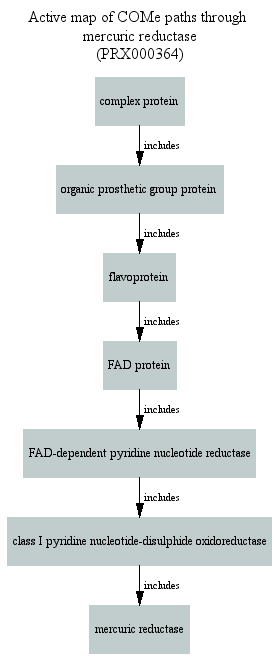 Active map of COMe paths through
mercuric reductase
(PRX000364)
complex protein
includes
organic prosthetic group protein
includes
flavoprotein
includes
FAD protein
includes
FAD-dependent pyridine nucleotide reductase
includes
class I pyridine nucleotide-disulphide oxidoreductase
includes
mercuric reductase